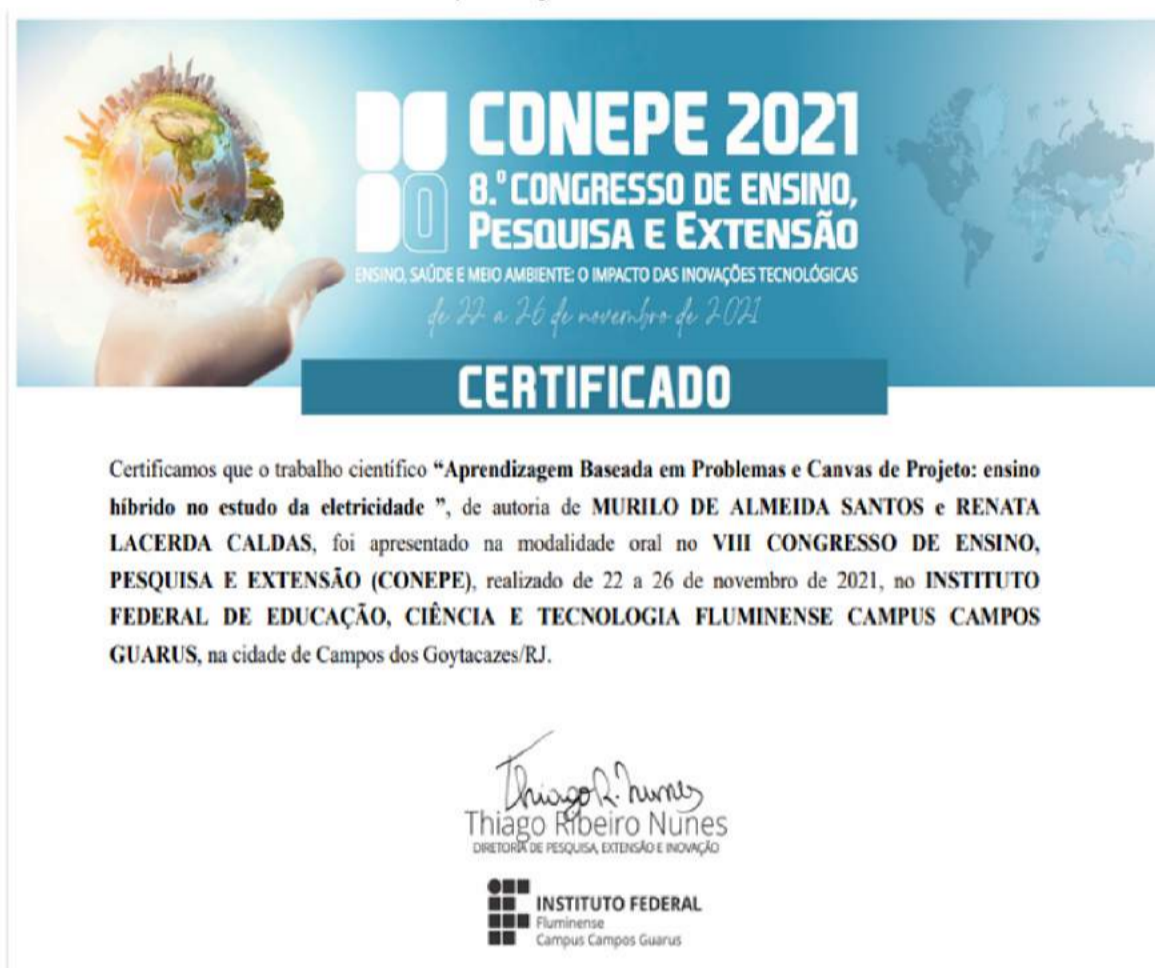 CONEPE 2021
8.º CONGRESSO DE ENSINO,
PESQUISA E EXTENSÃO
ENSINO, SAÚDE E MEIO AMBIENTE: O IMPACTO DAS INOVAÇÕES TECNOLÓGICAS
de 22 a 26 de novembro de 2021
CERTIFICADO
Certificamos que o trabalho científico “Aprendizagem Baseada em Problemas e Canvas de Projeto: ensino
híbrido no estudo da eletricidade ”, de autoria de MURILO DE ALMEIDA SANTOS e RENATA
LACERDA CALDAS, foi apresentado na modalidade oral no VIII CONGRESSO DE ENSINO,
PESQUISA E EXTENSÃO (CONEPE), realizado de 22 a 26 de novembro de 2021, no INSTITUTO
FEDERAL DE EDUCAÇÃO, CIÊNCIA E TECNOLOGIA FLUMINENSE CAMPUS CAMPOS
GUARUS, na cidade de Campos dos Goytacazes/RJ.
Thiago R. Nunes
Thiago Ribeiro Nunes
DIRETORIA DE PESQUISA, EXTENSÃO E INOVAÇÃO
INSTITUTO FEDERAL
Fluminense
Campus Campos Guarus